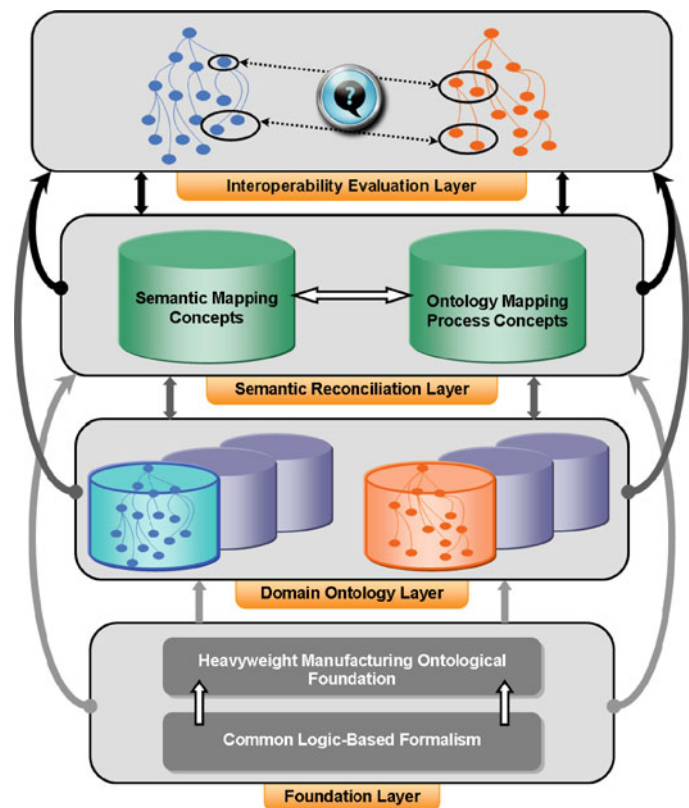 ?
Interoperability Evaluation Layer
Semantic Mapping
Concepts
Ontology Mapping
Process Concepts
Semantic Reconciliation Layer
Domain Ontology Layer
Heavyweight Manufacturing Ontological
Foundation
Common Logic-Based Formalism
Foundation Layer